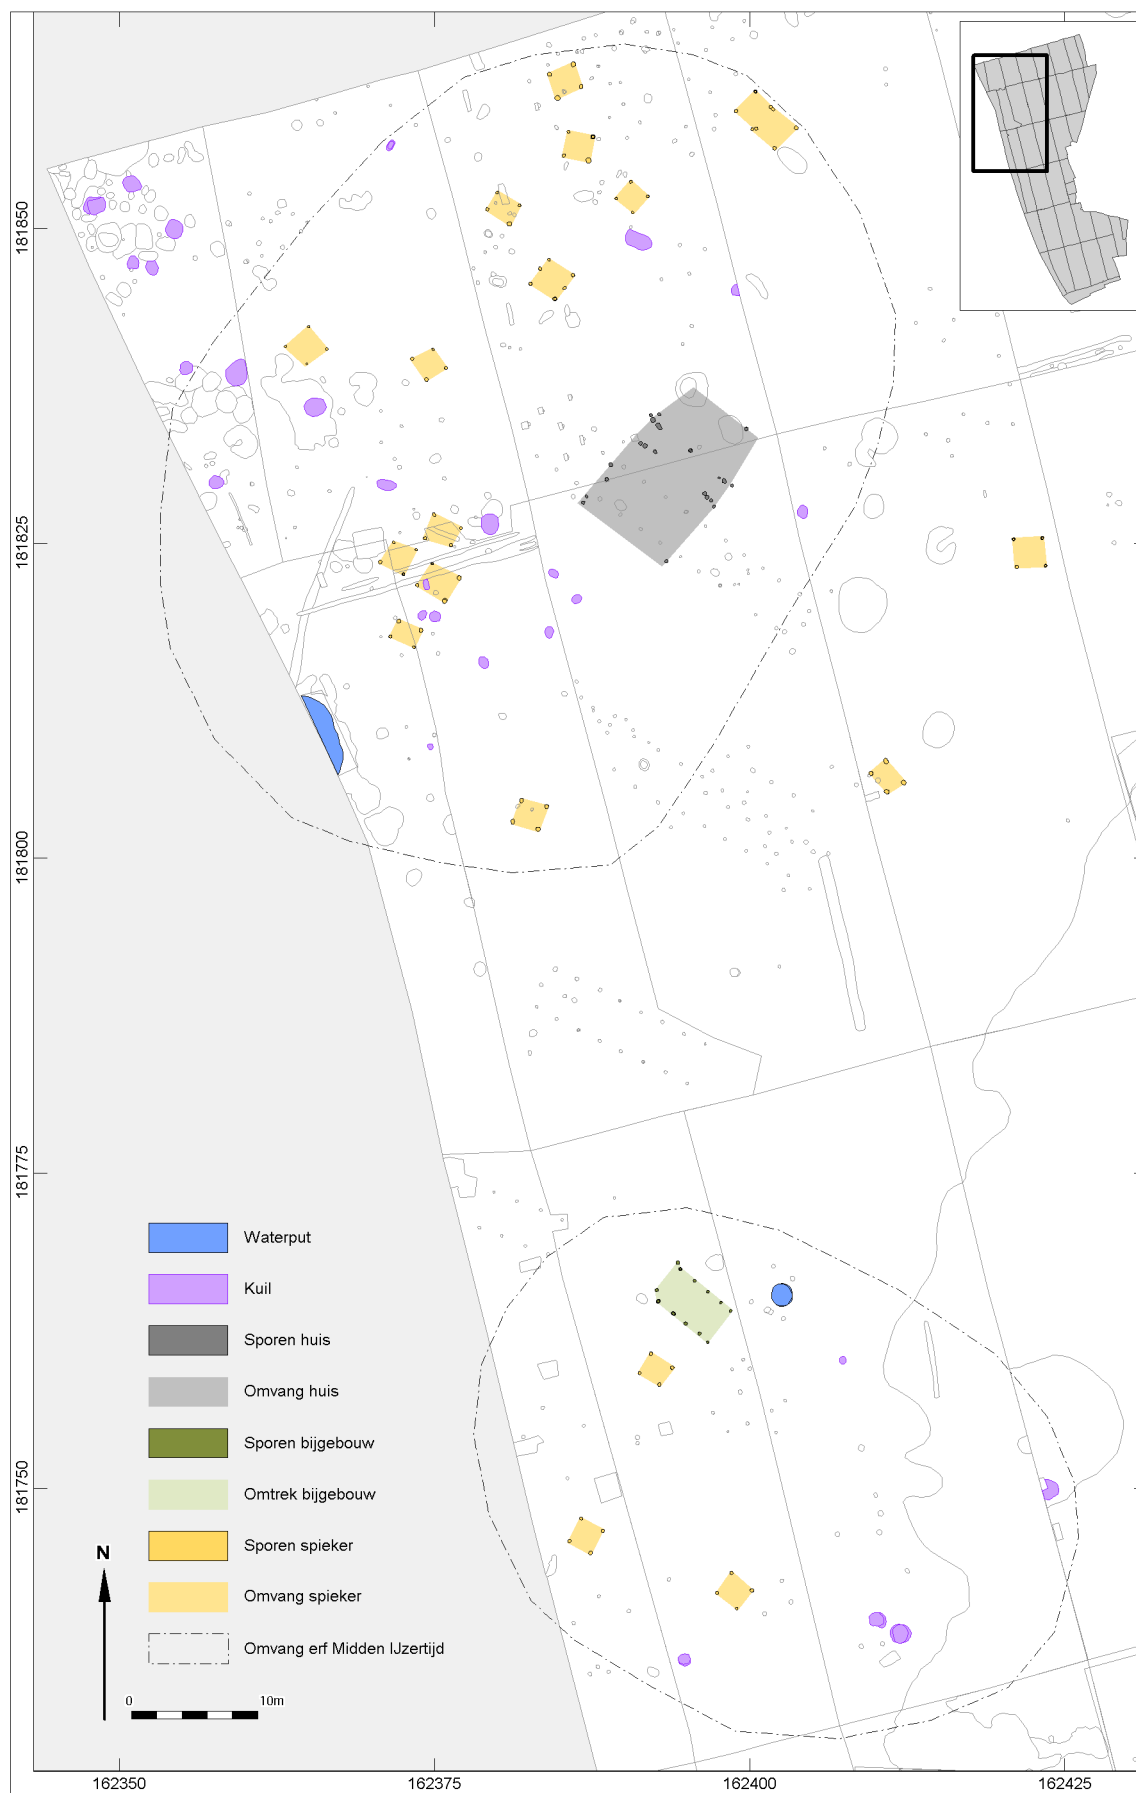 181850
181825
181800
181775
181750
Waterput
Kuil
Sporen huis
Omvang huis
Sporen bijgebouw
Omtrek bijgebouw
Sporen spieker
Omvang spieker
Omvang erf Midden IJzertijd
N
0 10m
162350 162375 162400 162425